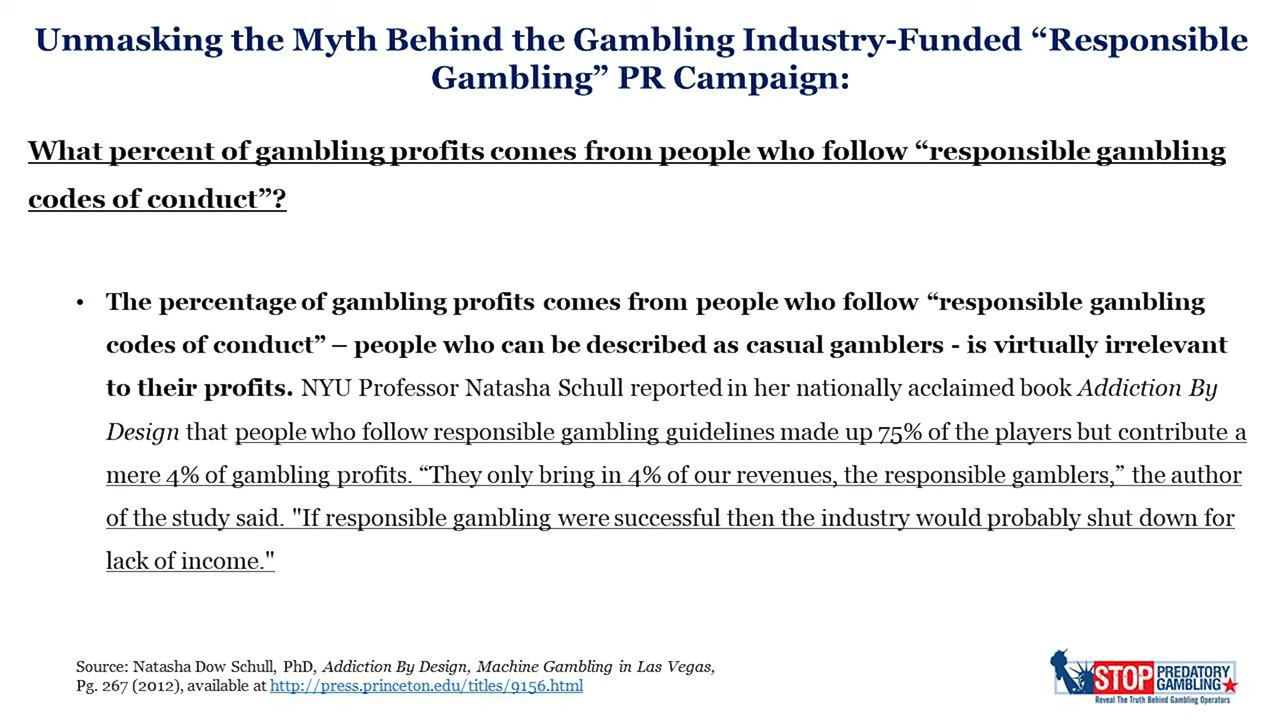 Unmasking the Myth Behind the Gambling Industry-Funded “Responsible
Gambling” PR Campaign:
What percent of gambling profits comes from people who follow “responsible gambling
codes of conduct”?
• The percentage of gambling profits comes from people who follow “responsible gambling
codes of conduct” – people who can be described as casual gamblers - is virtually irrelevant
to their profits. NYU Professor Natasha Schull reported in her nationally acclaimed book Addiction By
Design that people who follow responsible gambling guidelines made up 75% of the players but contribute a
mere 4% of gambling profits. “They only bring in 4% of our revenues, the responsible gamblers,” the author
of the study said. "If responsible gambling were successful then the industry would probably shut down for
lack of income."
Source: Natasha Dow Schull, PhD, Addiction By Design, Machine Gambling in Las Vegas,
Pg. 267 (2012), available at http://press.princeton.edu/titles/9156.html
STOP PREDATORY
GAMBLING
Reveal The Truth Behind Gambling Operators